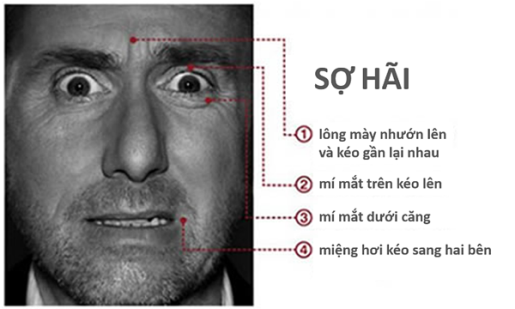 SỢ HÃI
1 lông mày nhướn lên
và kéo gần lại nhau
2 mí mắt trên kéo lên
3 mí mắt dưới căng
4 miệng hơi kéo sang hai bên